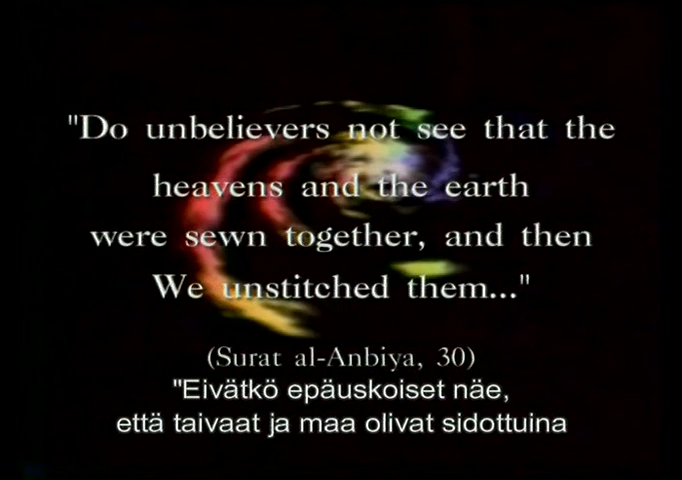 "Do unbelievers not see that the
heavens and the earth
were sewn together, and then
We unstitched them..."
(Surat al-Anbiya, 30)
"Eivätkö epäuskoiset näe,
että taivaat ja maa olivat sidottuina